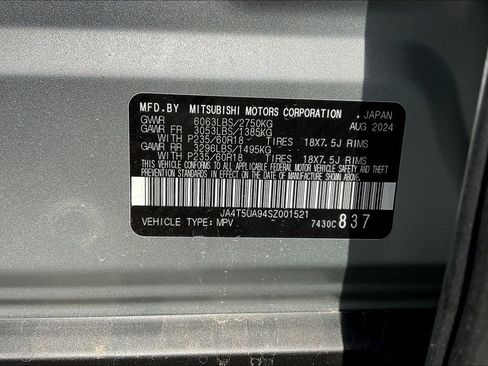 MFD.BY MITSUBISHI MOTORS CORPORATION, JAPAN
GVWR 6063LBS/2750KG AUG 2024
GAWR FR 3053LBS/1385KG
WITH P235/60R18 TIRES 18X7.5J RIMS
GAWR RR 3296LBS/1495KG
WITH P235/60R18 TIRES 18X7.5J RIMS
THIS VEHICLE CONFORMS TO ALL APPLICABLE FEDERAL MOTOR VEHICLE SAFETY AND THEFT
PREVENTION STANDARDS IN EFFECT ON THE DATE OF MANUFACTURE SHOWN ABOVE.
JA4T5UA94SZ001521
VEHICLE TYPE: MPV 7430C 837